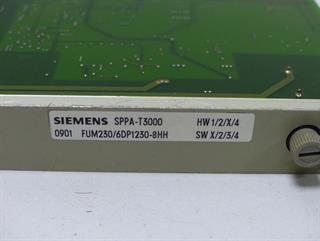 SIEMENS SPPA-T3000 HW 1/2/X/4
0901 FUM230/6DP1230-8HH SW X/2/3/4